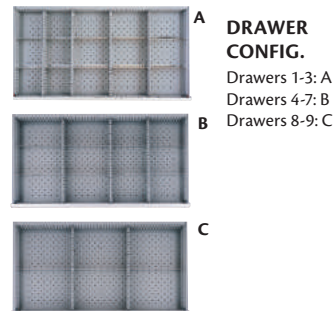 A
DRAWER
CONFIG.
Drawers 1-3: A
Drawers 4-7: B
Drawers 8-9: C
B
C